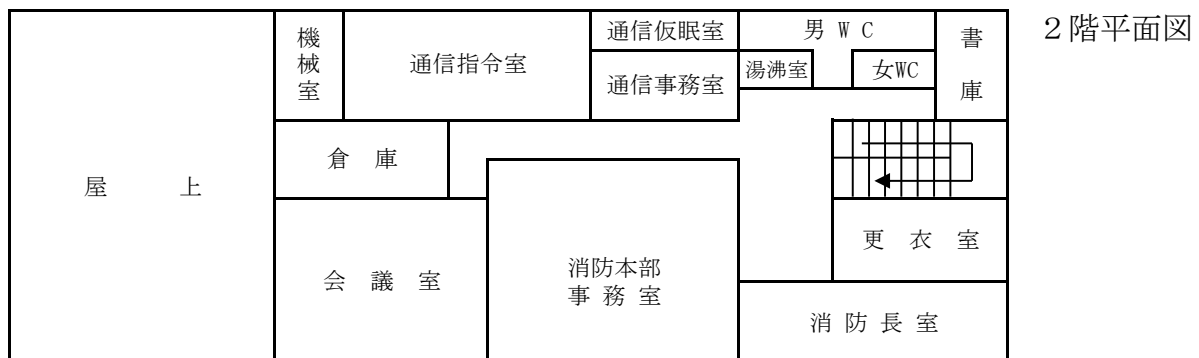 ２階平面図
機械室
通信指令室
通信仮眠室
通信事務室
男 W C
湯沸室
女WC
書庫
屋　上
倉 庫
会 議 室
消防本部
事 務 室
更 衣 室
消 防 長 室